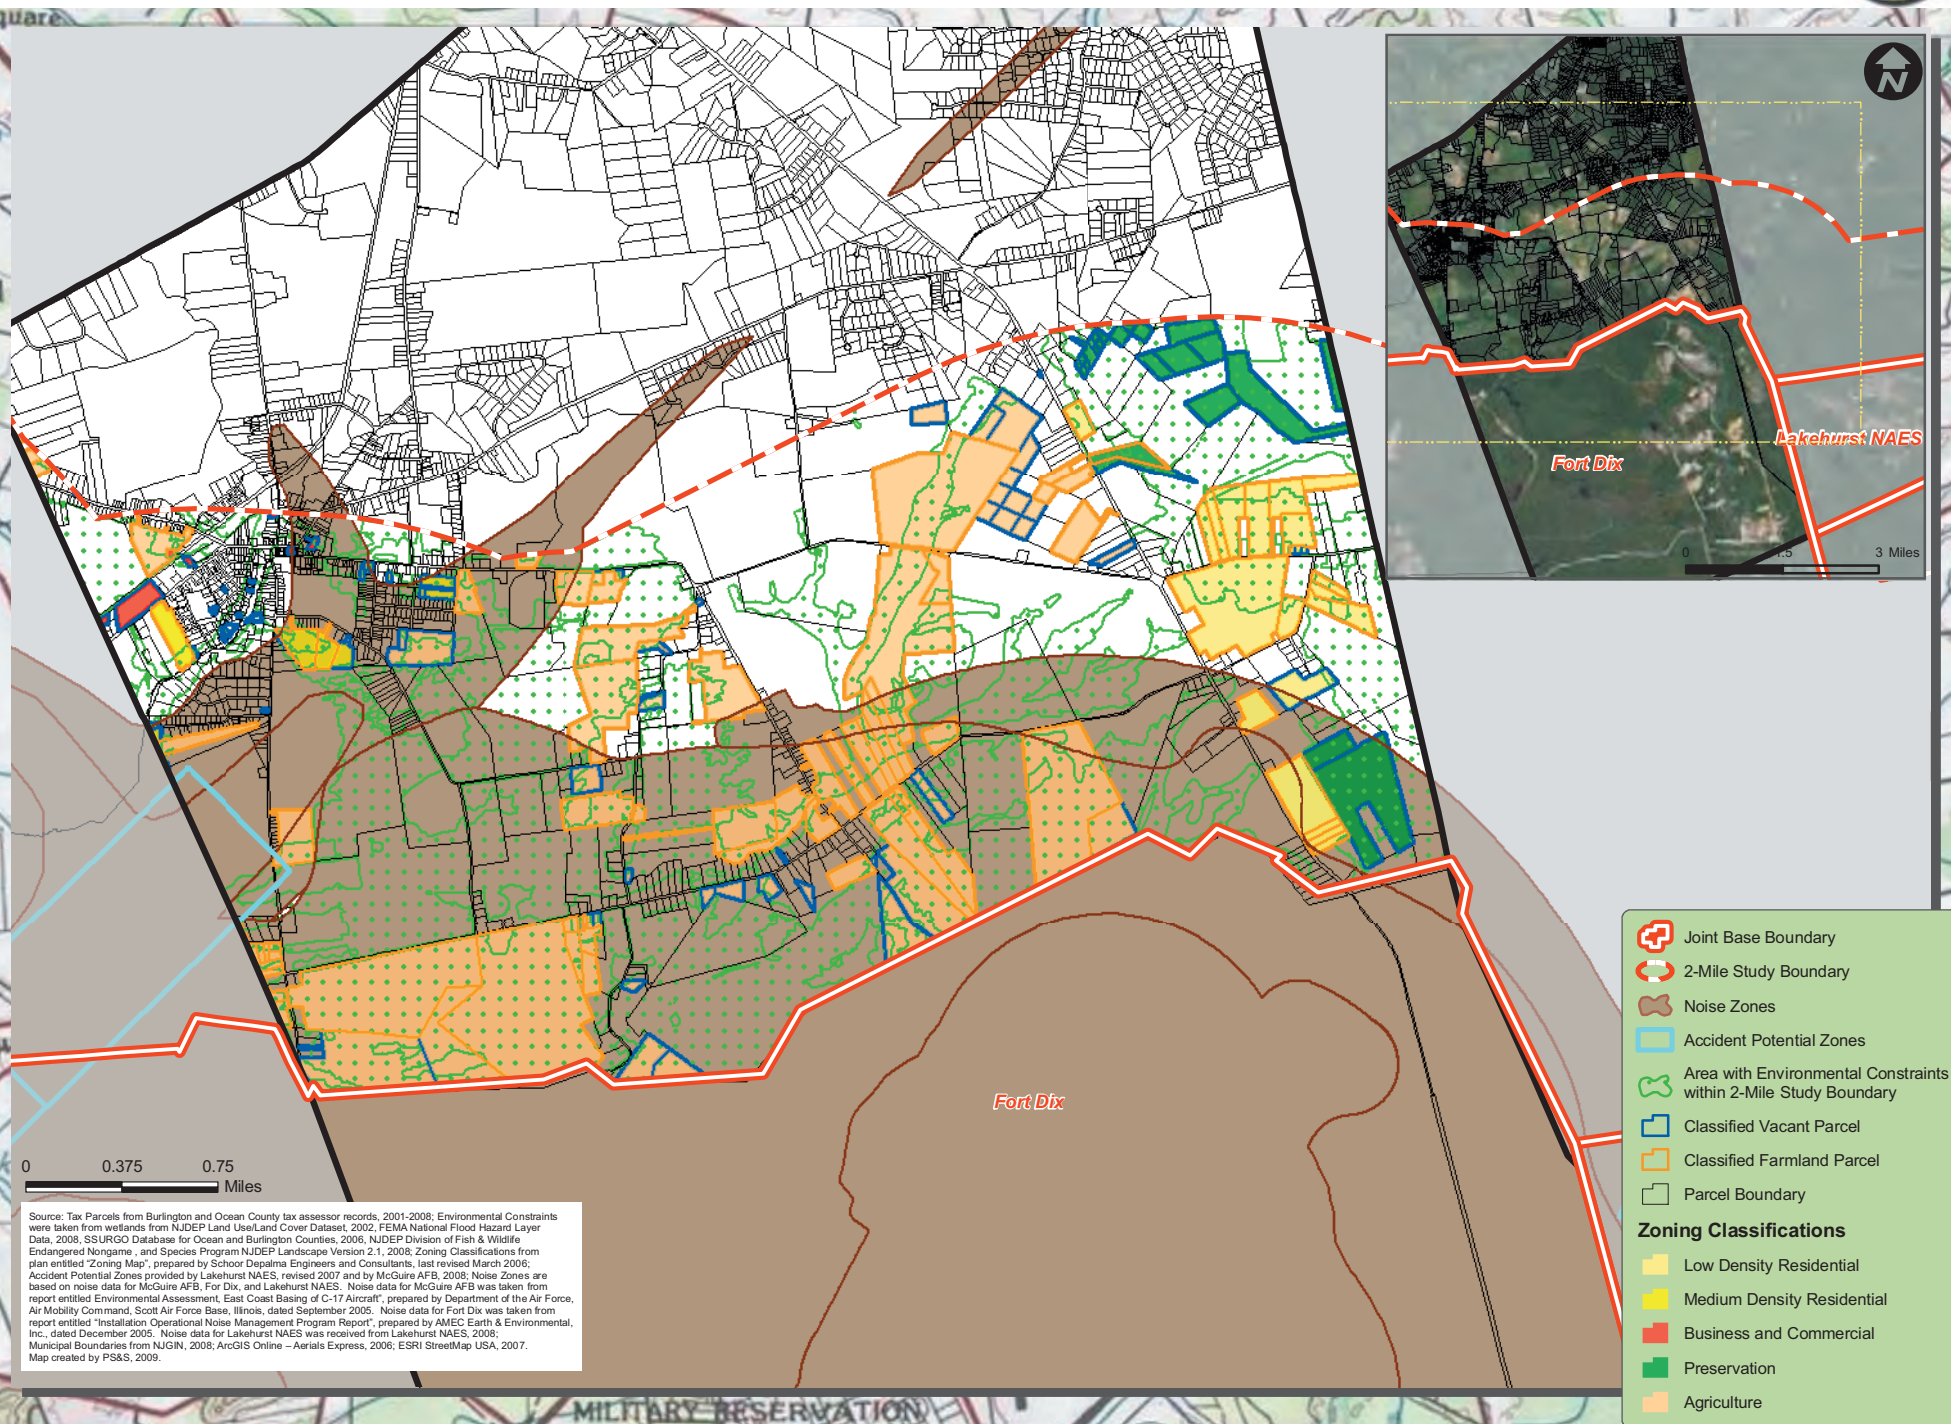 quare
N
Lakehurst NAES
Fort Dix
0 1.5 3 Miles
Fort Dix
0 0.375 0.75
Miles
Source: Tax Parcels from Burlington and Ocean County tax assessor records, 2001-2008; Environmental Constraints
were taken from wetlands from NJDEP Land Use/Land Cover Dataset, 2002, FEMA National Flood Hazard Layer
Data, 2008, SSURGO Database for Ocean and Burlington Counties, 2006, NJDEP Division of Fish & Wildlife
Endangered Nongame , and Species Program NJDEP Landscape Version 2.1, 2008; Zoning Classifications from
plan entitled "Zoning Map", prepared by Schoor Depalma Engineers and Consultants, last revised March 2006;
Accident Potential Zones provided by Lakehurst NAES, revised 2007 and by McGuire AFB, 2008; Noise Zones are
based on noise data for McGuire AFB, For Dix, and Lakehurst NAES. Noise data for McGuire AFB was taken from
report entitled Environmental Assessment, East Coast Basing of C-17 Aircraft", prepared by Department of the Air Force,
Air Mobility Command, Scott Air Force Base, Illinois, dated September 2005. Noise data for Fort Dix was taken from
report entitled "Installation Operational Noise Management Program Report", prepared by AMEC Earth & Environmental,
Inc., dated December 2005. Noise data for Lakehurst NAES was received from Lakehurst NAES, 2008;
Municipal Boundaries from NJGIN, 2008; ArcGIS Online – Aerials Express, 2006; ESRI StreetMap USA, 2007.
Map created by PS&S, 2009.
Joint Base Boundary
2-Mile Study Boundary
Noise Zones
Accident Potential Zones
Area with Environmental Constraints
within 2-Mile Study Boundary
Classified Vacant Parcel
Classified Farmland Parcel
Parcel Boundary
Zoning Classifications
Low Density Residential
Medium Density Residential
Business and Commercial
Preservation
Agriculture
MILITARY RESERVATION